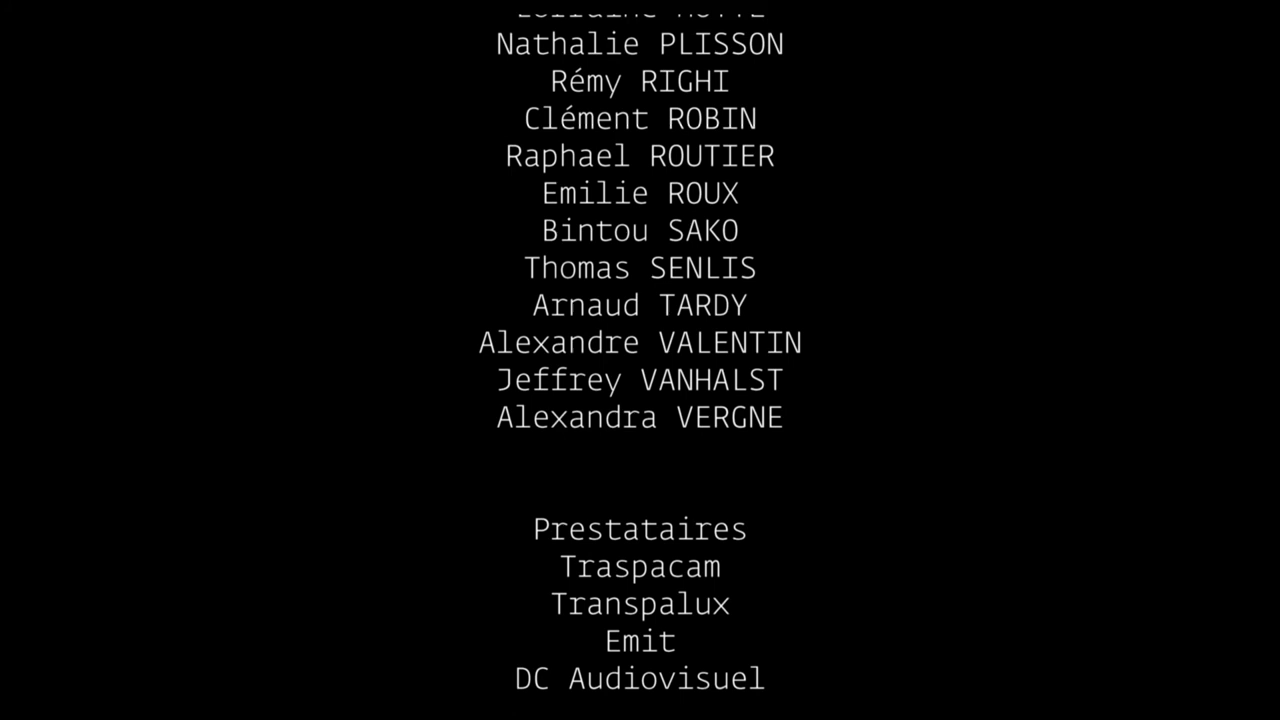 Nathalie PLISSON
Rémy RIGHI
Clément ROBIN
Raphael ROUTIER
Emilie ROUX
Bintou SAKO
Thomas SENLIS
Arnaud TARDY
Alexandre VALENTIN
Jeffrey VANHALST
Alexandra VERGNE
Prestataires
Traspacam
Transpalux
Emit
DC Audiovisuel